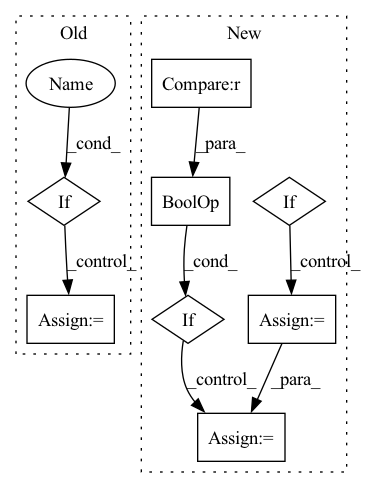 Old
New
Name
Compare:r
_cond_
_para_
If
BoolOp
If
_control_
_cond_
_control_
Assign:=
If
Assign:=
_control_
_para_
Assign:=